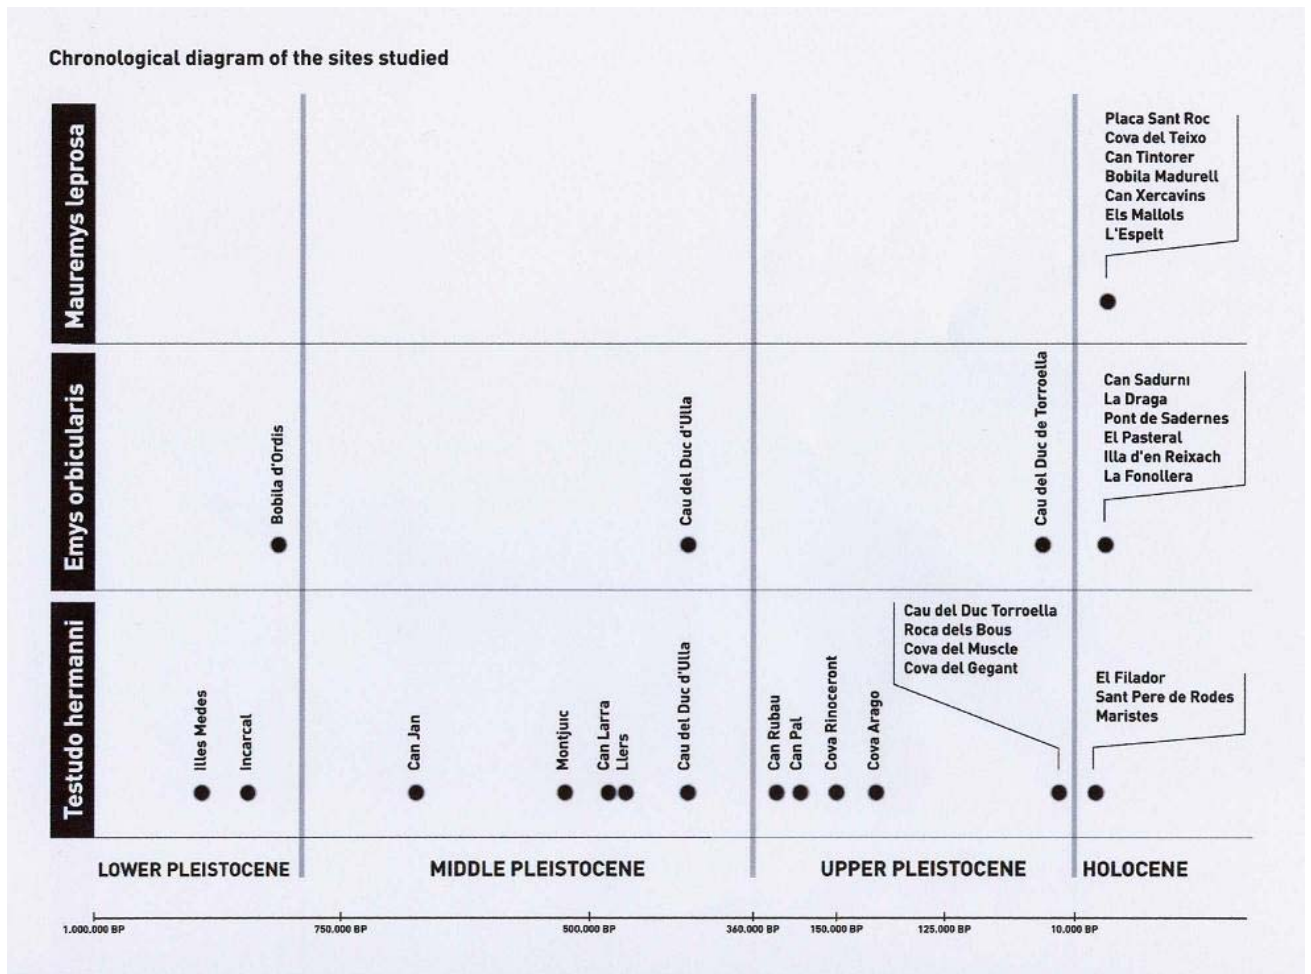 Chronological diagram of the sites studied
Mauremys leprosa
Placa Sant Roc
Cova del Teixo
Can Tintorer
Bobila Madurell
Can Xercavins
Els Mallols
L'Espelt
Emys orbicularis
Bobila d'Ordis
Cau del Duc d'Ulla
Cau del Duc de Torroella
Can Sadurnı
La Draga
Pont de Sadernes
El Pasteral
Illa d'en Reixach
La Fonollera
Testudo hermanni
Illes Medes
Incarcal
Can Jan
Montjuıc
Can Larra
Llers
Cau del Duc d'Ulla
Can Rubau
Can Pal
Cova Rinoceront
Cova Arago
Cau del Duc Torroella
Roca dels Bous
Cova del Muscle
Cova del Gegant
El Filador
Sant Pere de Rodes
Maristes
LOWER PLEISTOCENE
MIDDLE PLEISTOCENE
UPPER PLEISTOCENE
HOLOCENE
1.000.000 BP
750.000 BP
500.000 BP
360.000 BP
150.000 BP
125.000 BP
10.000 BP